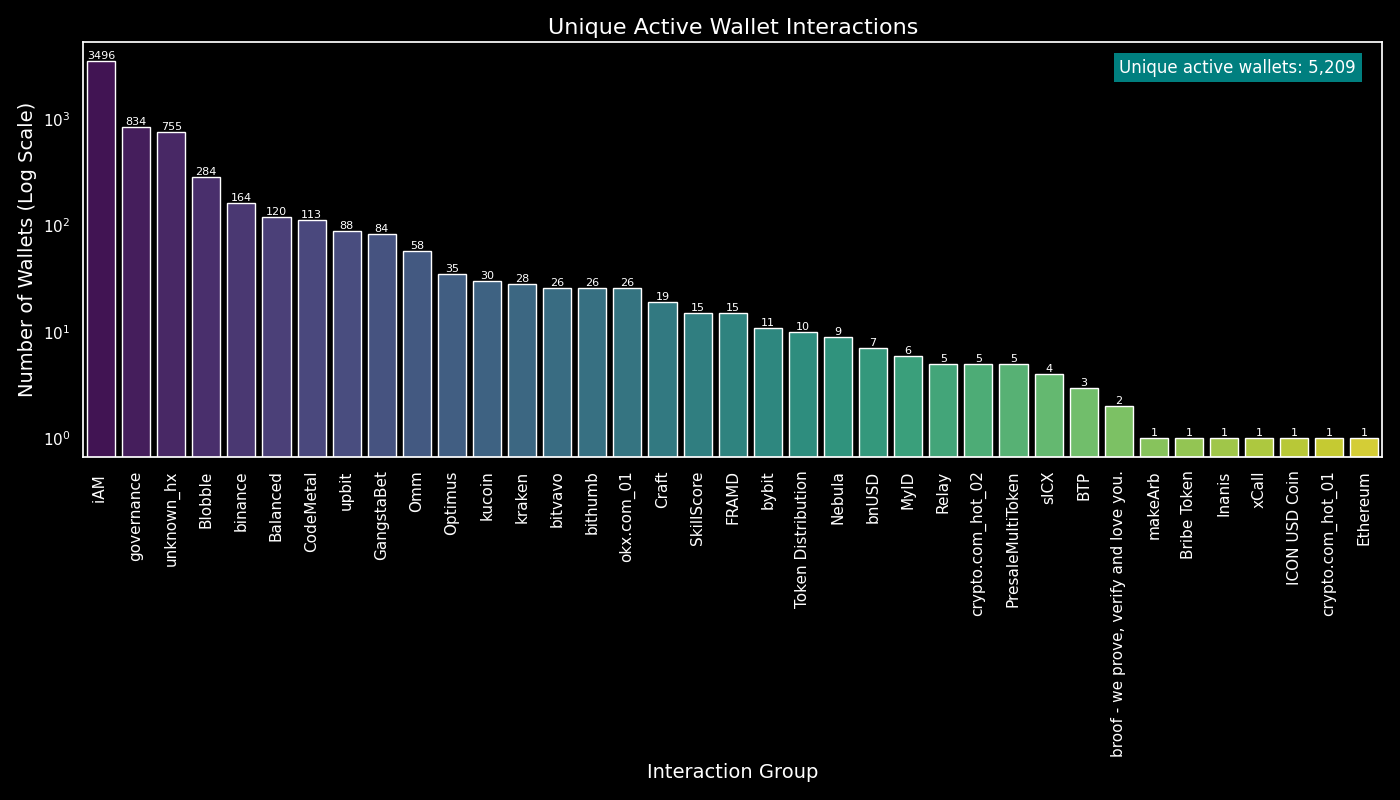 Unique Active Wallet Interactions
Unique active wallets: 5,209
Number of Wallets (Log Scale)
10³
10²
10¹
10⁰
3496
834
755
284
164
120
113
88
84
58
35
30
28
26
26
26
19
15
15
11
10
9
7
6
5
5
5
4
3
2
1
1
1
1
1
1
1
iAM
governance
unknown_hx
Blobble
binance
Balanced
CodeMetal
upbit
GangstaBet
Omm
Optimus
kucoin
kraken
bitvavo
bithumb
okx.com_01
Craft
SkillScore
FRAMD
bybit
Token Distribution
Nebula
bnUSD
MyID
Relay
crypto.com_hot_02
PresaleMultiToken
sICX
BTP
broof - we prove, verify and love you.
makeArb
Bribe Token
Inanis
xCall
ICON USD Coin
crypto.com_hot_01
Ethereum
Interaction Group